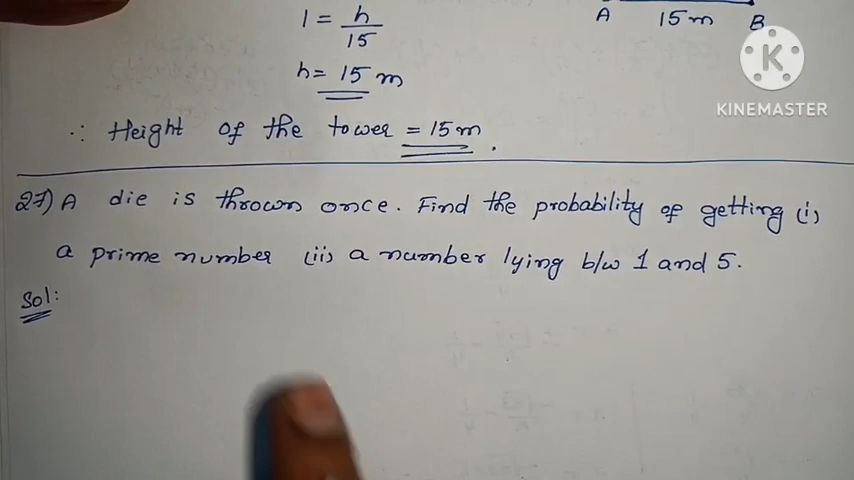 1 = h/15
A 15 m B
h = 15 m
KINEMASTER
∴ Height of the tower = 15 m.
27) A die is thrown once. Find the probability of getting (i)
a prime number (ii) a number lying b/w 1 and 5.
Sol: